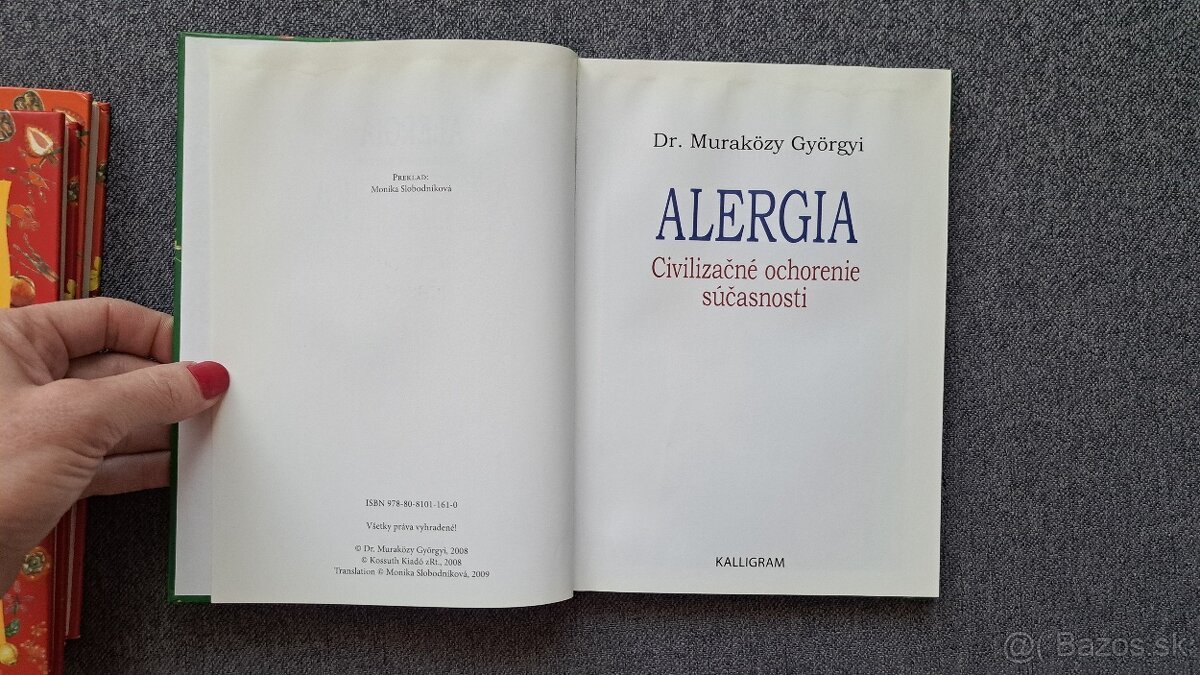 PREKLAD:
Monika Slobodníková
ISBN 978-80-8101-161-0
Všetky práva vyhradené!
© Dr. Muraközy Györgyi, 2008
© Kossuth Kiadó zRt., 2008
Translation © Monika Slobodníková, 2009
Dr. Muraközy Györgyi
ALERGIA
Civilizačné ochorenie
súčasnosti
KALLIGRAM
@( Bazos.sk